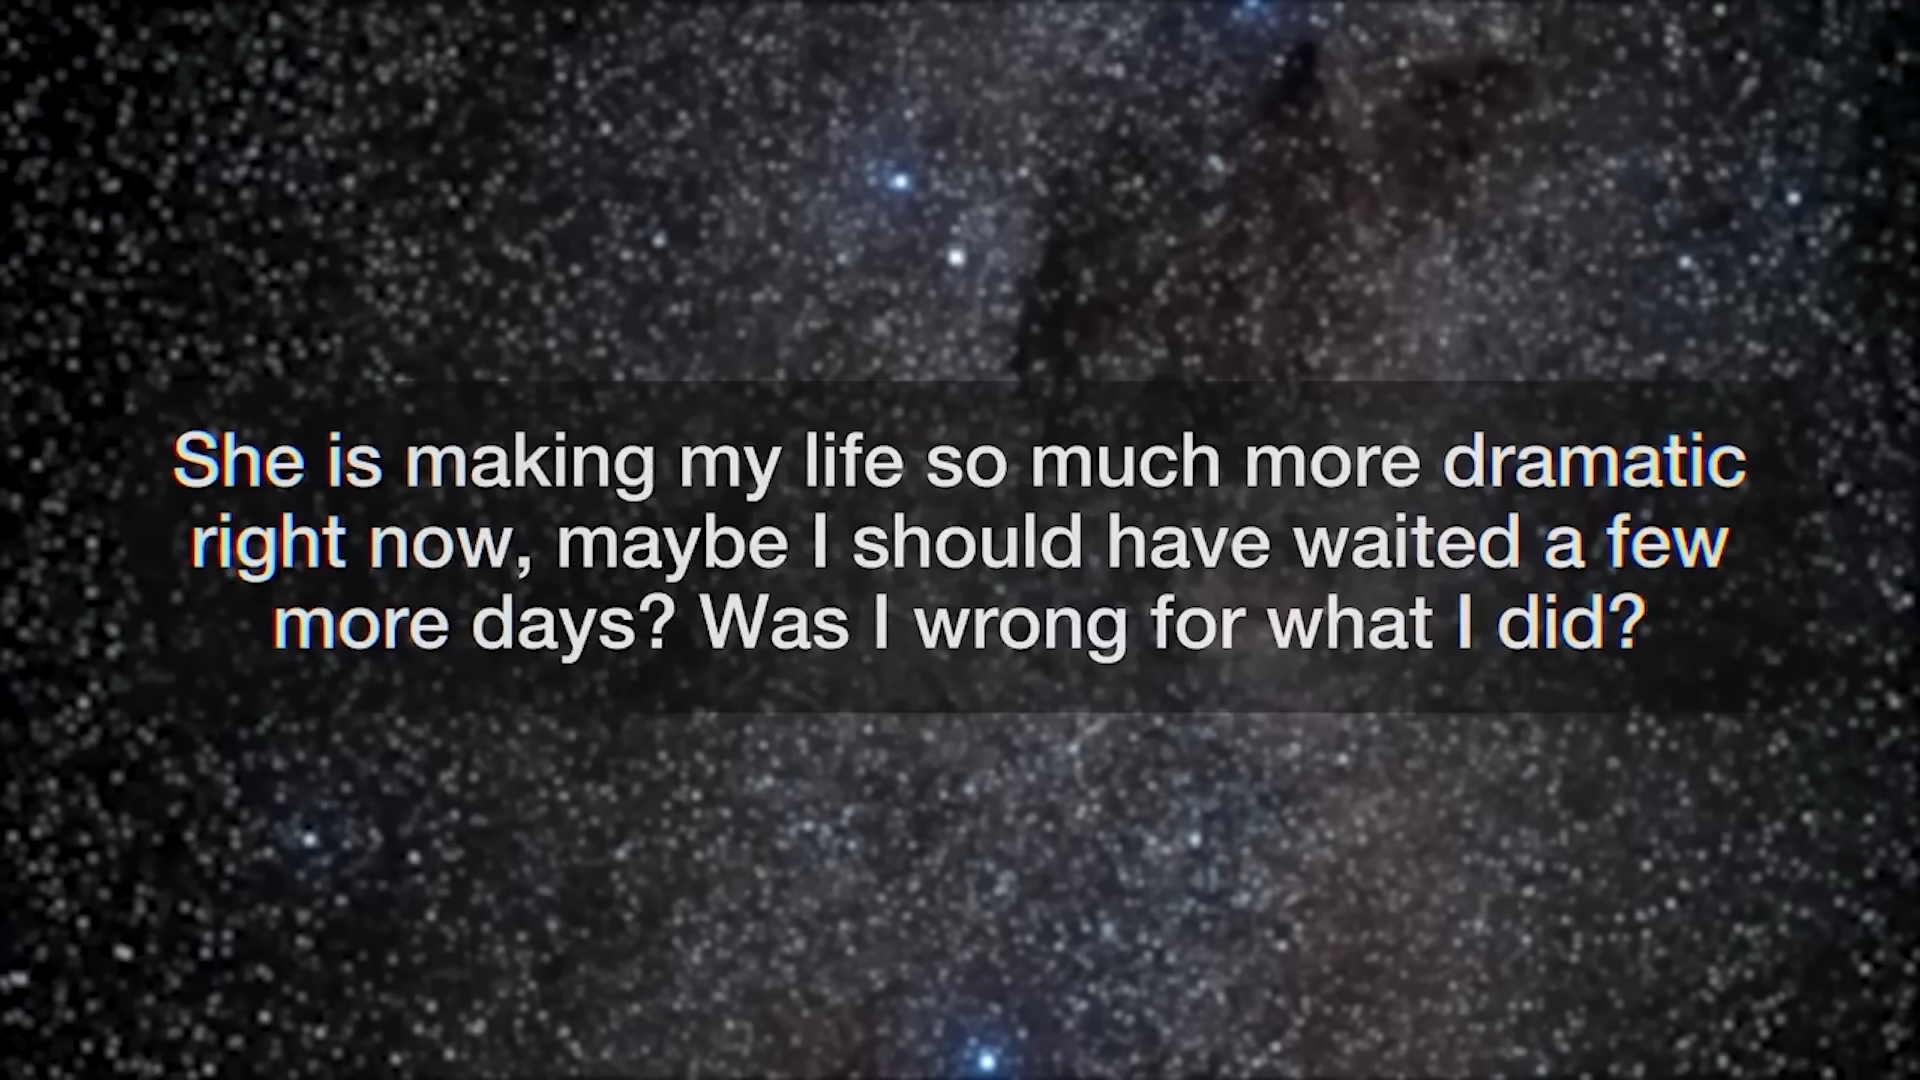 She is making my life so much more dramatic
right now, maybe I should have waited a few
more days? Was I wrong for what I did?